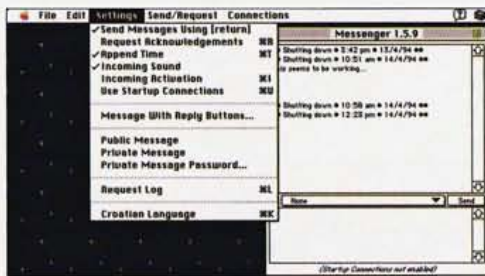 File Edit Settings Send/Request Connections
✓Send Messages Using [return]
Request Acknowledgements ⌘R
✓Append Time ⌘T
✓Incoming Sound
Incoming Activation ⌘I
Use Startup Connections ⌘U
Message With Reply Buttons...
Public Message
Private Message
Private Message Password...
Request Log ⌘L
Croatian Language ⌘K
Messenger 1.5.9
Shutting down • 3:42 pm • 13/4/94 **
Shutting down • 10:51 am • 14/4/94 **
seems to be working...
Shutting down • 10:58 am • 14/4/94 **
Shutting down • 12:23 pm • 14/4/94 **
None
Send
(Startup Connections not enabled)